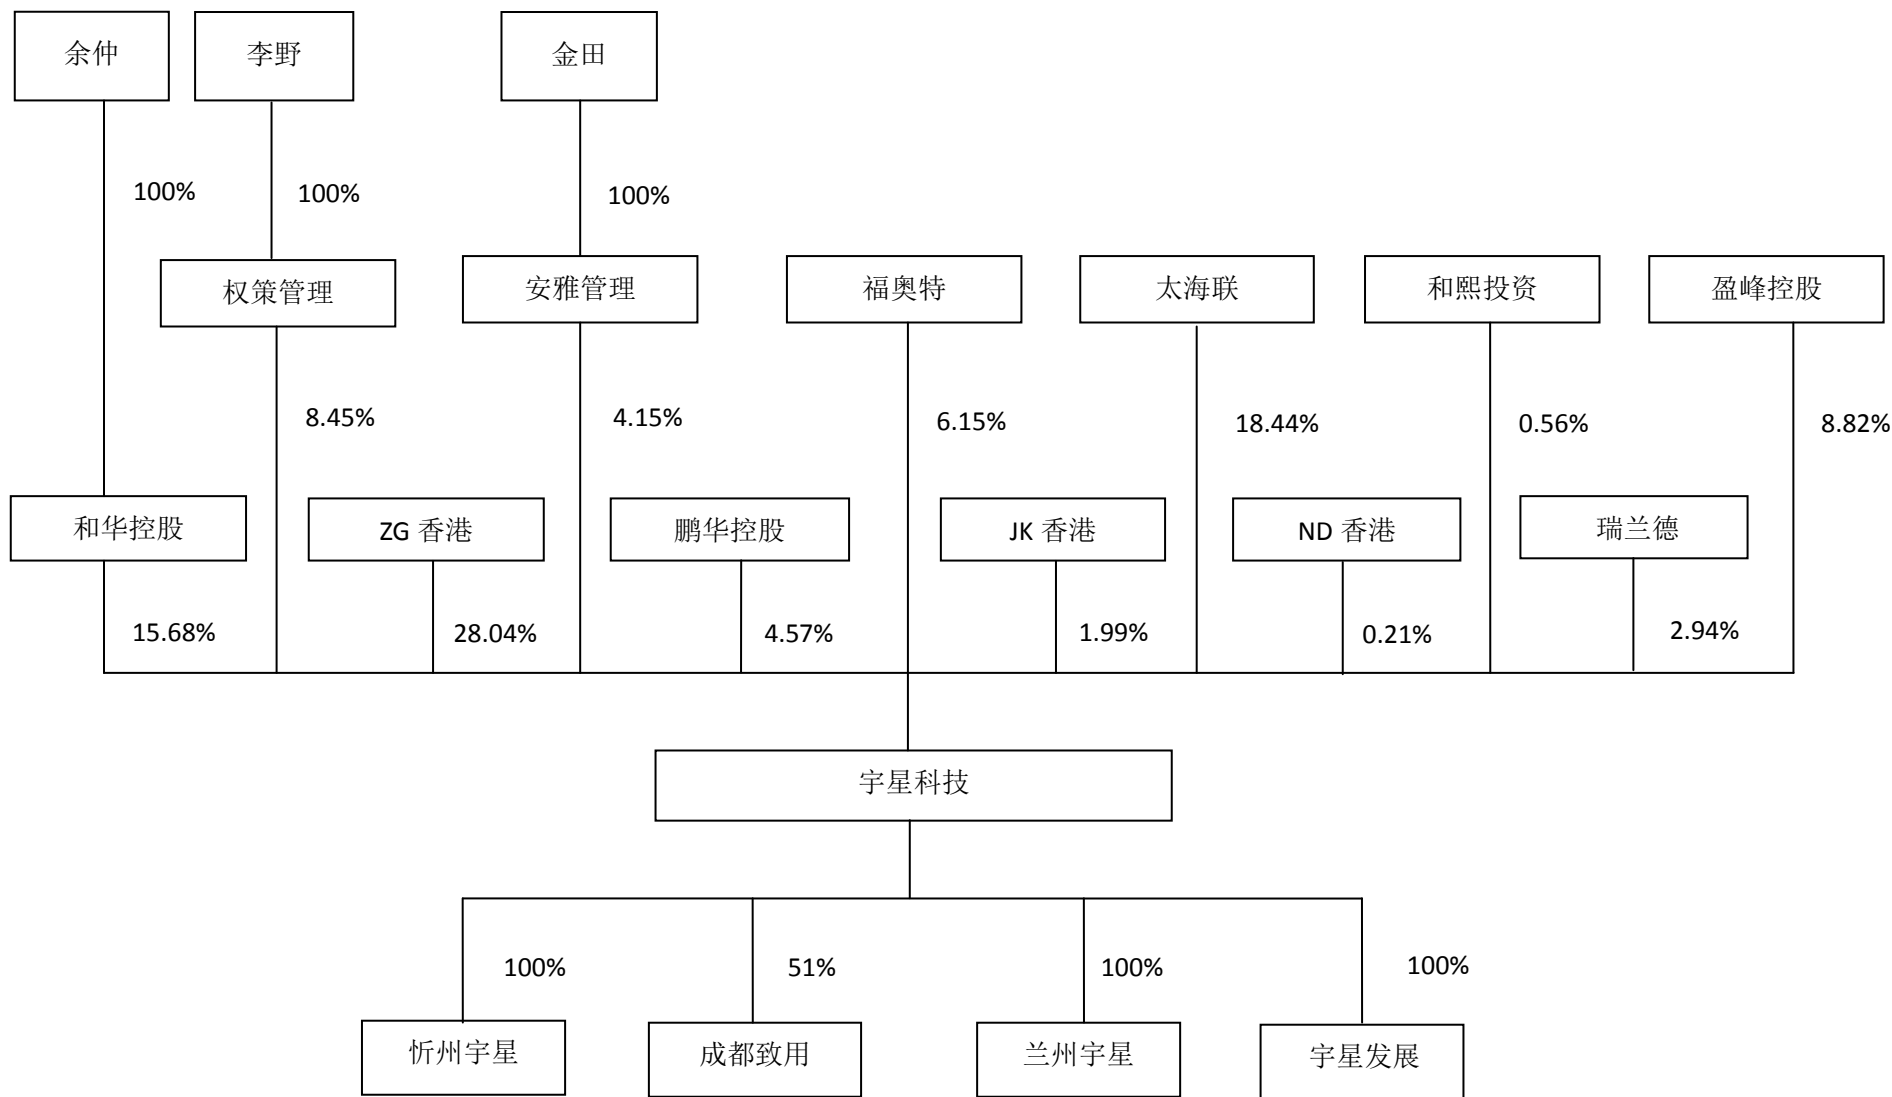 余仲
李野
金田
100%
100%
100%
权策管理
安雅管理
福奥特
太海联
和熙投资
盈峰控股
8.45%
4.15%
6.15%
18.44%
0.56%
8.82%
和华控股
ZG 香港
鹏华控股
JK 香港
ND 香港
瑞兰德
15.68%
28.04%
4.57%
1.99%
0.21%
2.94%
宇星科技
100%
51%
100%
100%
忻州宇星
成都致用
兰州宇星
宇星发展